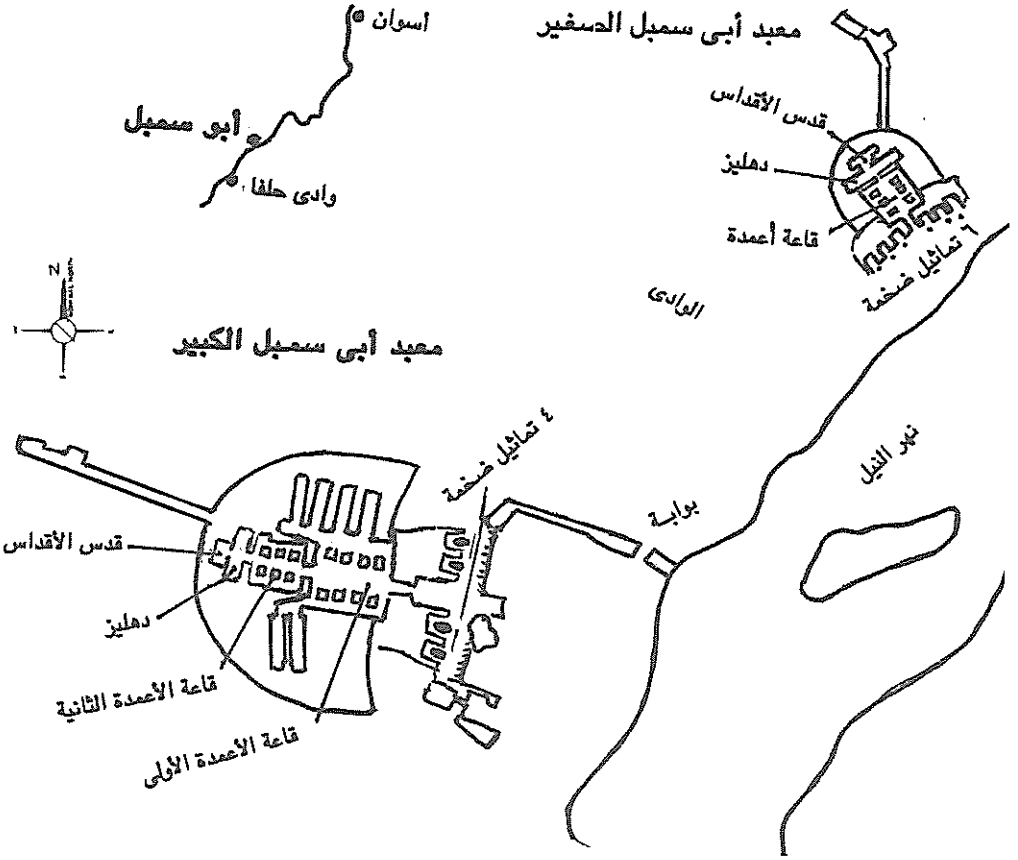 أسوان
أبو سمبل
وادى حلفا
معبد أبى سمبل الصغير
قدس الأقداس
دهليز
قاعة أعمدة
٦ تماثيل ضخمة
الوادى
N
معبد أبى سمبل الكبير
٤ تماثيل ضخمة
نهر النيل
بوابة
قدس الأقداس
دهليز
قاعة الأعمدة الثانية
قاعة الأعمدة الأولى